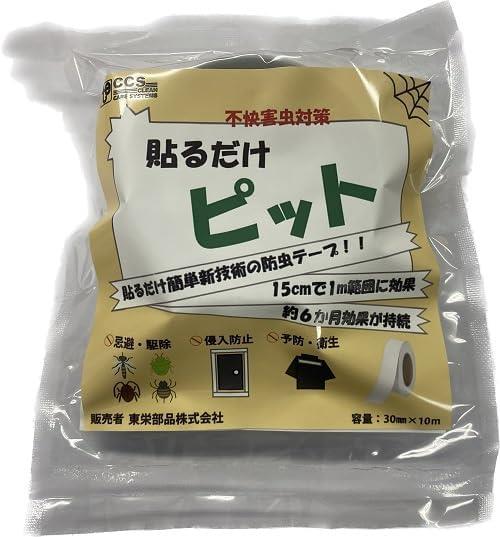 CCS
CLEAN
CARE SYSTEMS
不快害虫対策
貼るだけ
ピット
貼るだけ簡単新技術の防虫テープ！！
15cmで1m範囲に効果
約6か月効果が持続
忌避・駆除
侵入防止
予防・衛生
販売者 東栄部品株式会社
容量：30㎜×10m